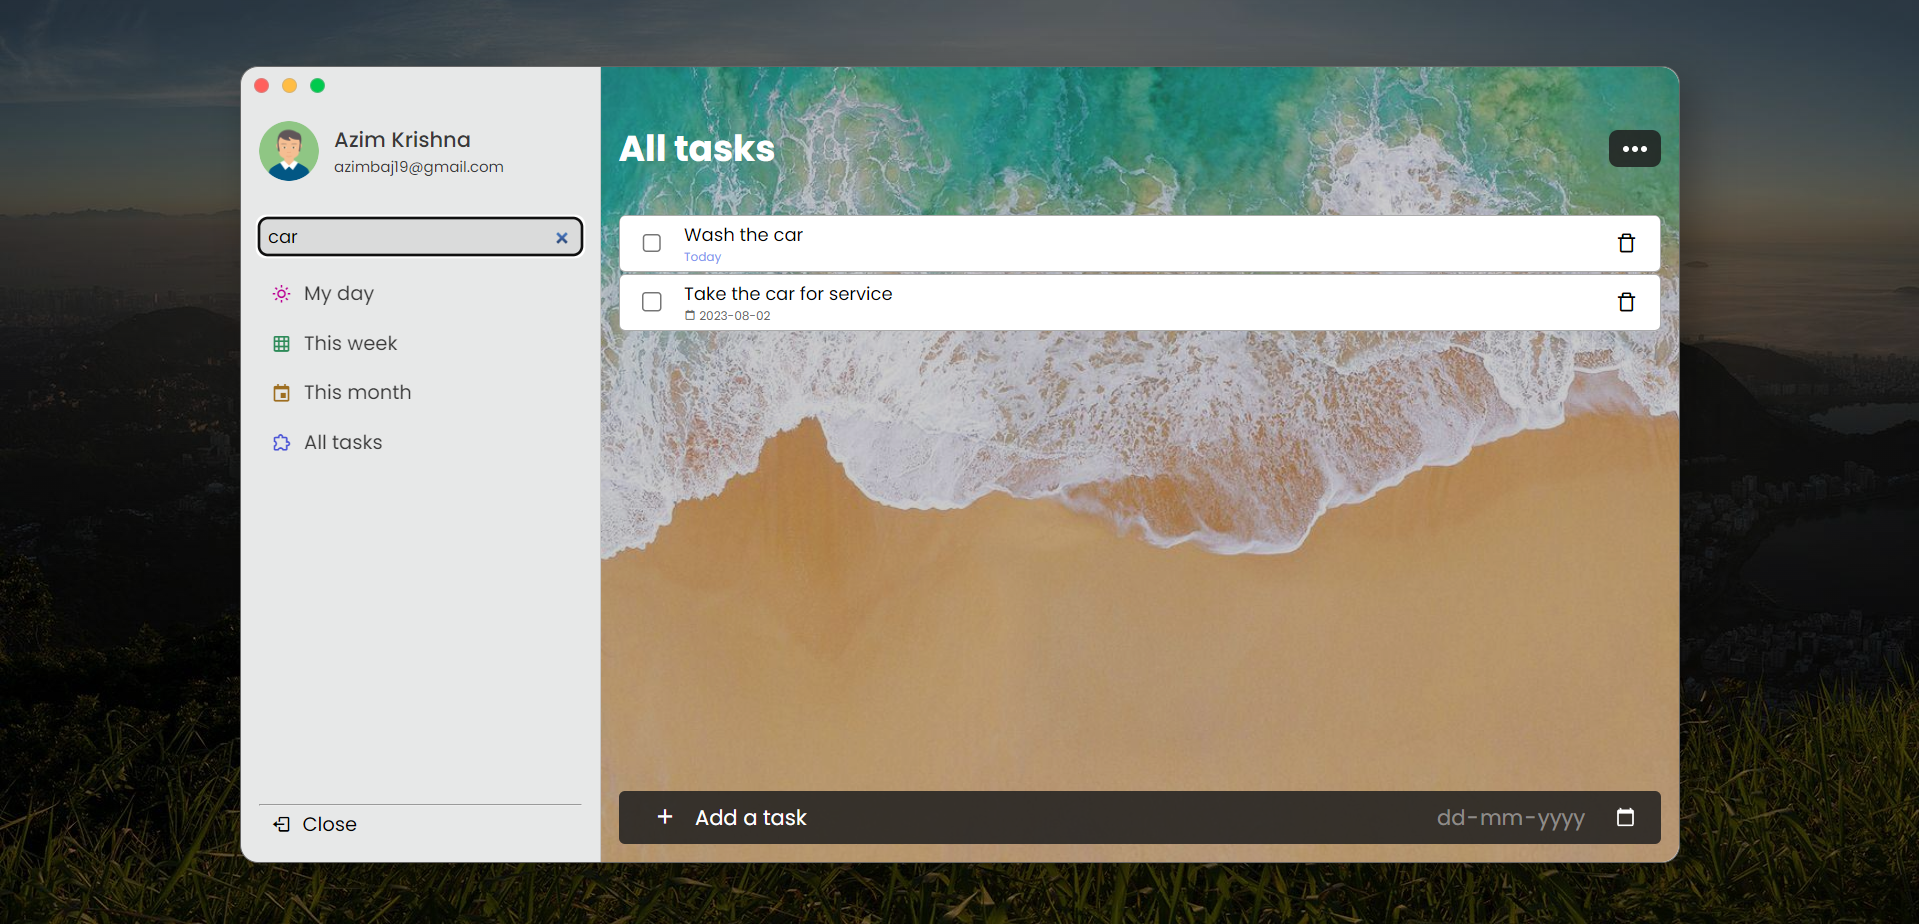 Azim Krishna
azimbaj19@gmail.com
car
My day
This week
This month
All tasks
Close
All tasks
Wash the car
Today
Take the car for service
2023-08-02
Add a task
dd-mm-yyyy